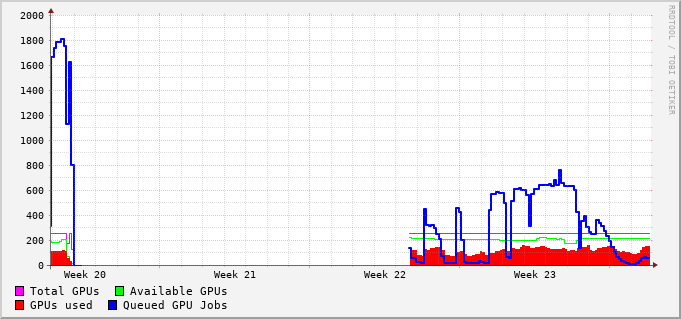 2000
1800
1600
1400
1200
1000
800
600
400
200
0
Week 20 Week 21 Week 22 Week 23
Total GPUs Available GPUs
GPUs used Queued GPU Jobs
RRDTOOL / TOBI OETIKER